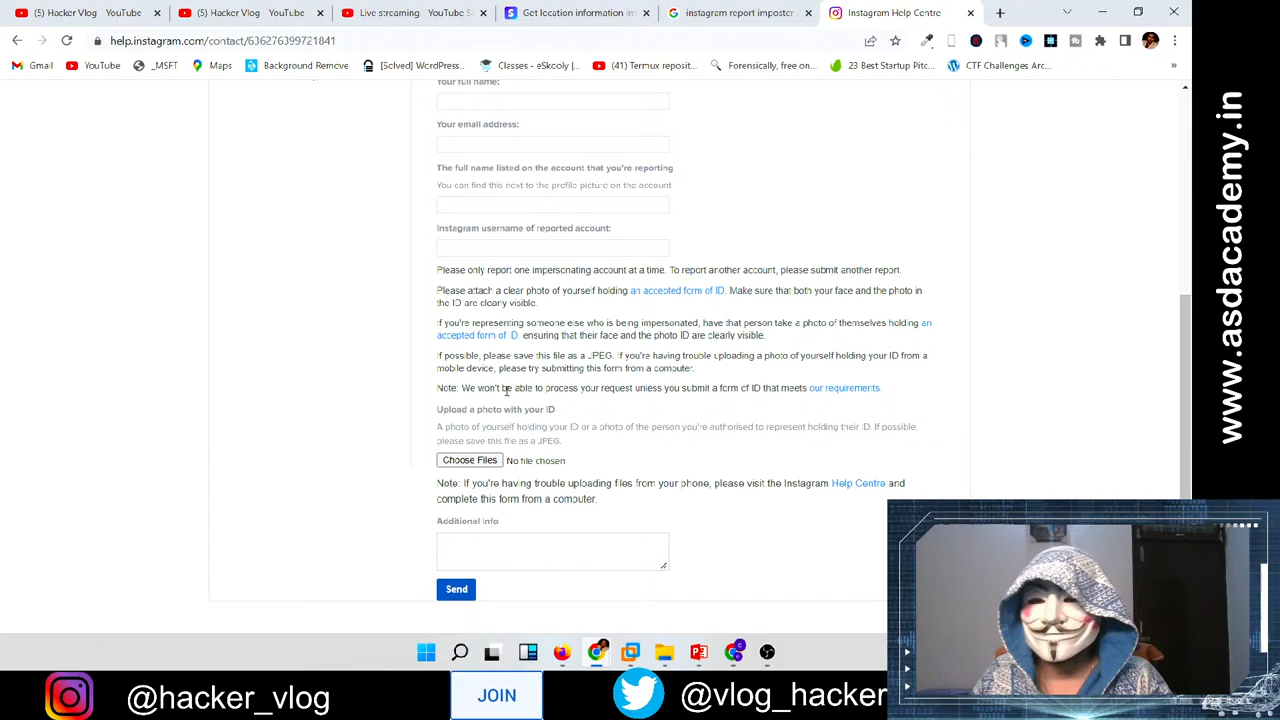 (5) Hacker Vlog - YouTube
(5) Hacker Vlog - YouTube
Live streaming - YouTube S
Get location information m
instagram report imposter
Instagram Help Centre
help.instagram.com/contact/636276399721841
Gmail
YouTube
_MSFT
Maps
Background Remove
[Solved] WordPress...
Classes - eSkooly |...
(41) Termux reposit...
Forensically, free on...
23 Best Startup Pitc...
CTF Challenges Arc...
»
Your full name:
Your email address:
The full name listed on the account that you're reporting
You can find this next to the profile picture on the account
Instagram username of reported account:
Please only report one impersonating account at a time. To report another account, please submit another report.
Please attach a clear photo of yourself holding an accepted form of ID. Make sure that both your face and the photo in
the ID are clearly visible.
If you're representing someone else who is being impersonated, have that person take a photo of themselves holding an
accepted form of ID ensuring that their face and the photo ID are clearly visible.
If possible, please save this file as a JPEG. If you're having trouble uploading a photo of yourself holding your ID from a
mobile device, please try submitting this form from a computer.
Note: We won't be able to process your request unless you submit a form of ID that meets our requirements.
Upload a photo with your ID
A photo of yourself holding your ID or a photo of the person you're authorised to represent holding their ID. If possible,
please save this file as a JPEG.
Choose Files No file chosen
Note: If you're having trouble uploading files from your phone, please visit the Instagram Help Centre and
complete this form from a computer.
Additional info
Send
www.asdacademy.in
@hacker_vlog
JOIN
@vlog_hacker